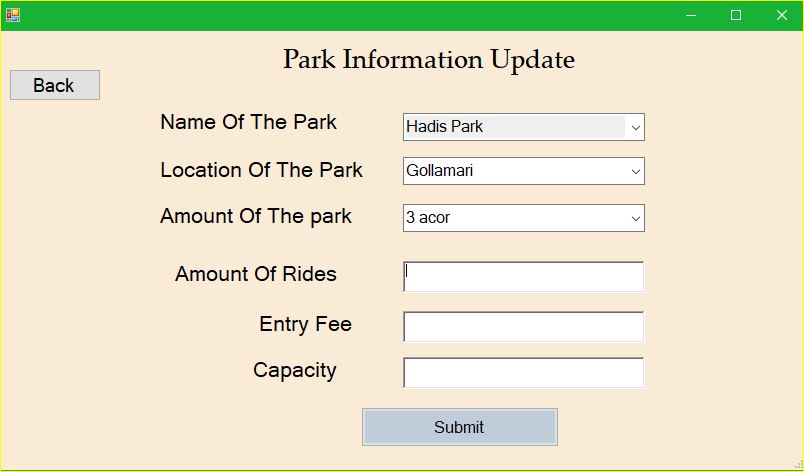 Park Information Update
Back
Name Of The Park Hadis Park
Location Of The Park Gollamari
Amount Of The park 3 acor
Amount Of Rides
Entry Fee
Capacity
Submit